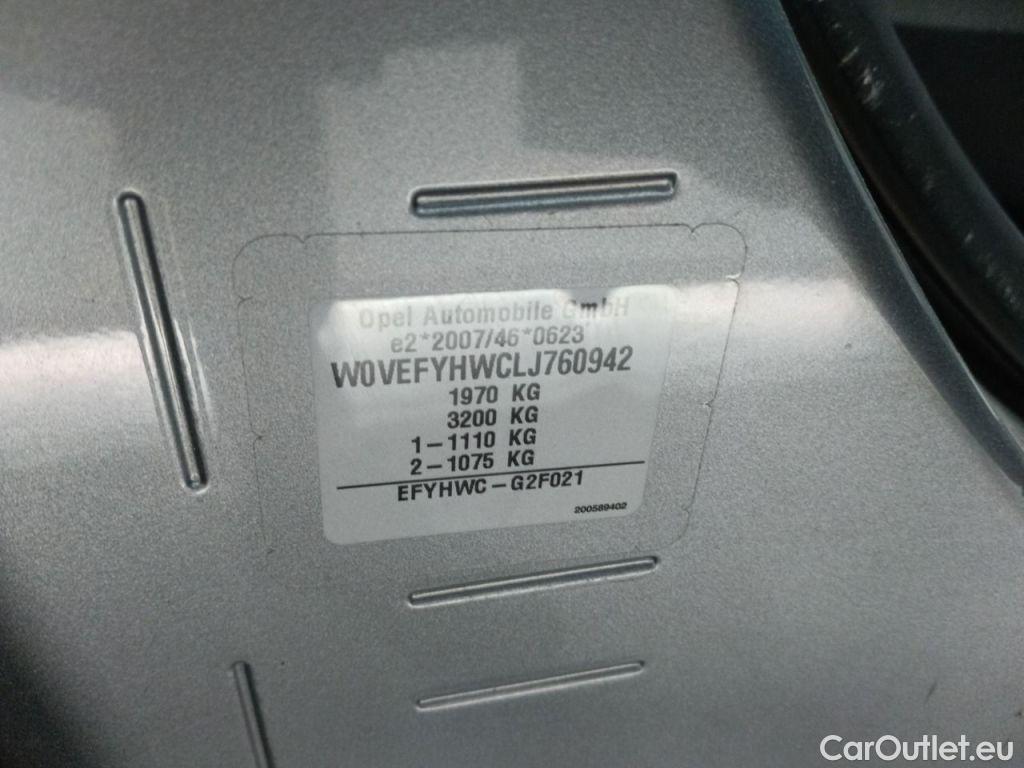 Opel Automobile GmbH
e2*2007/46*0623
W0VEFYHWCLJ760942
1970 KG
3200 KG
1-1110 KG
2-1075 KG
EFYHWC-G2F021
200589402
CarOutlet.eu